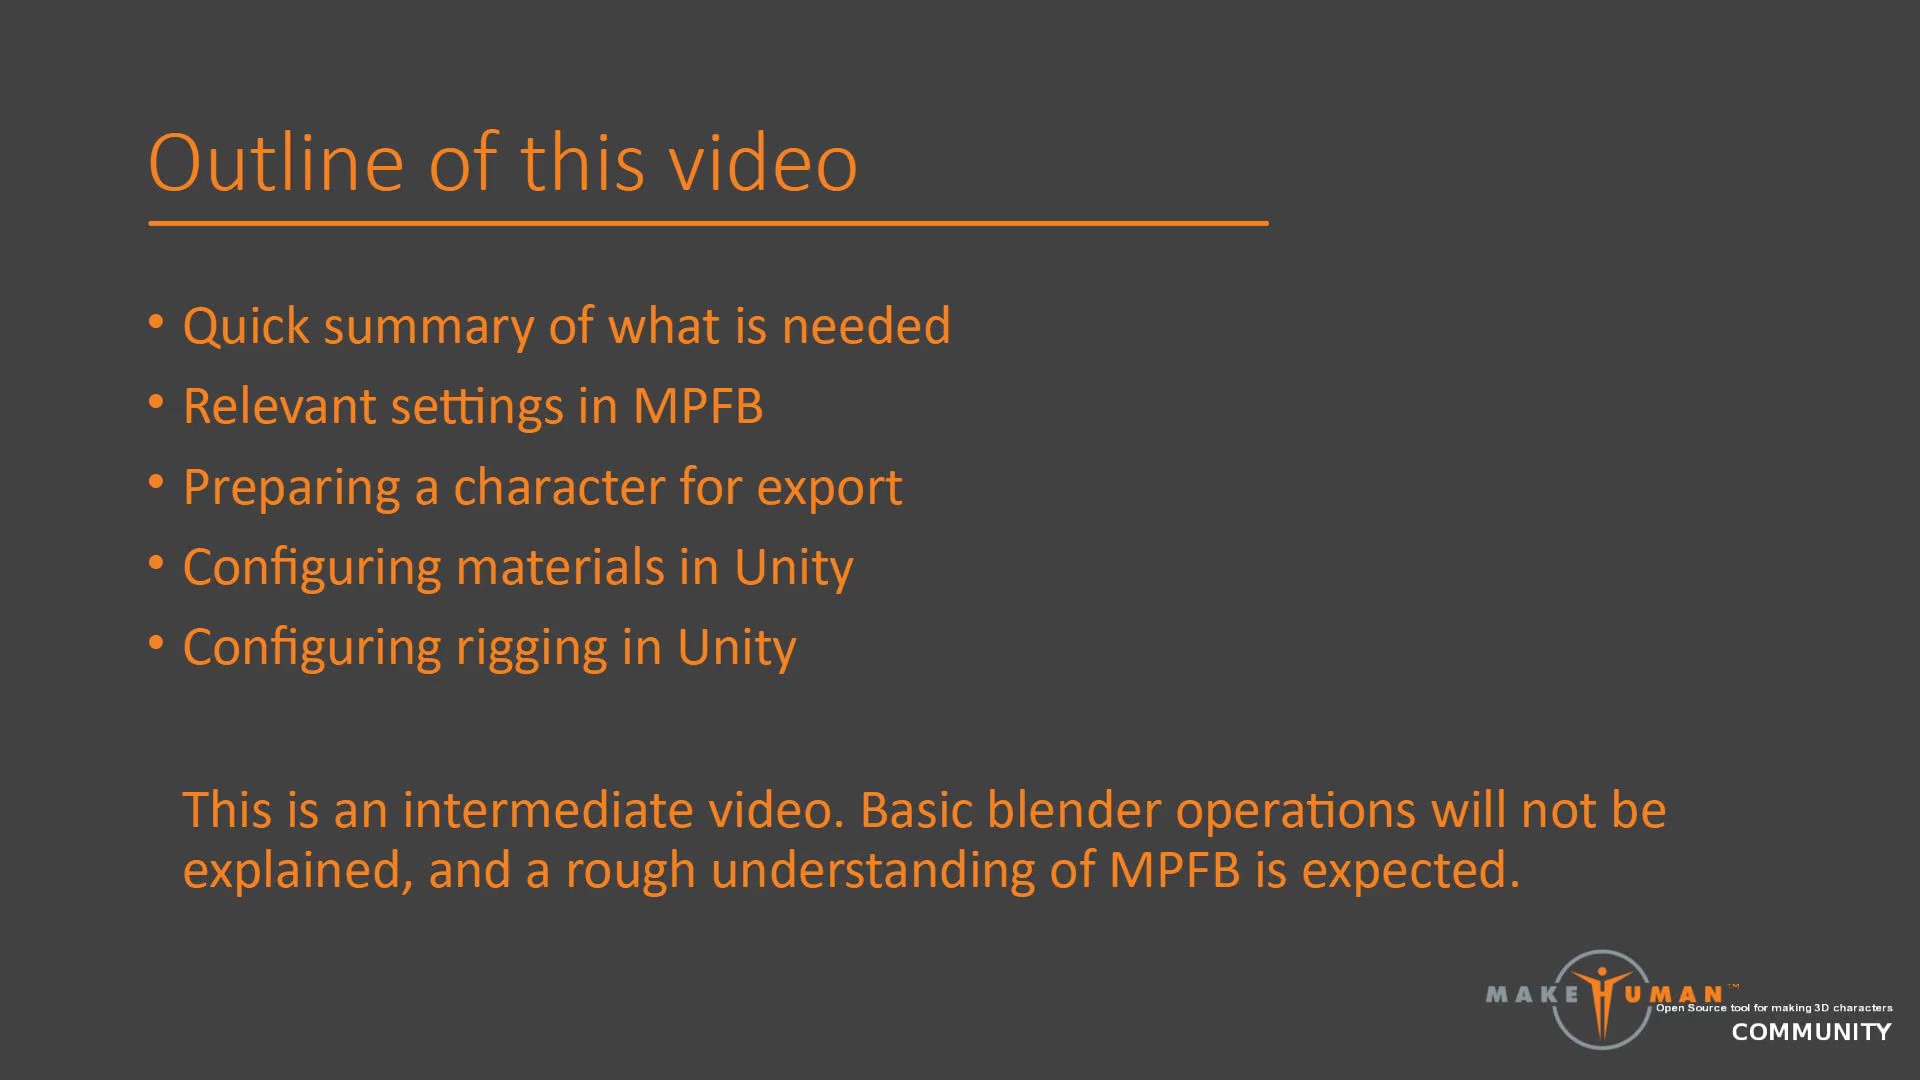 Outline of this video
• Quick summary of what is needed
• Relevant settings in MPFB
• Preparing a character for export
• Configuring materials in Unity
• Configuring rigging in Unity
This is an intermediate video. Basic blender operations will not be
explained, and a rough understanding of MPFB is expected.
MAKEHUMAN™
Open Source tool for making 3D characters
COMMUNITY